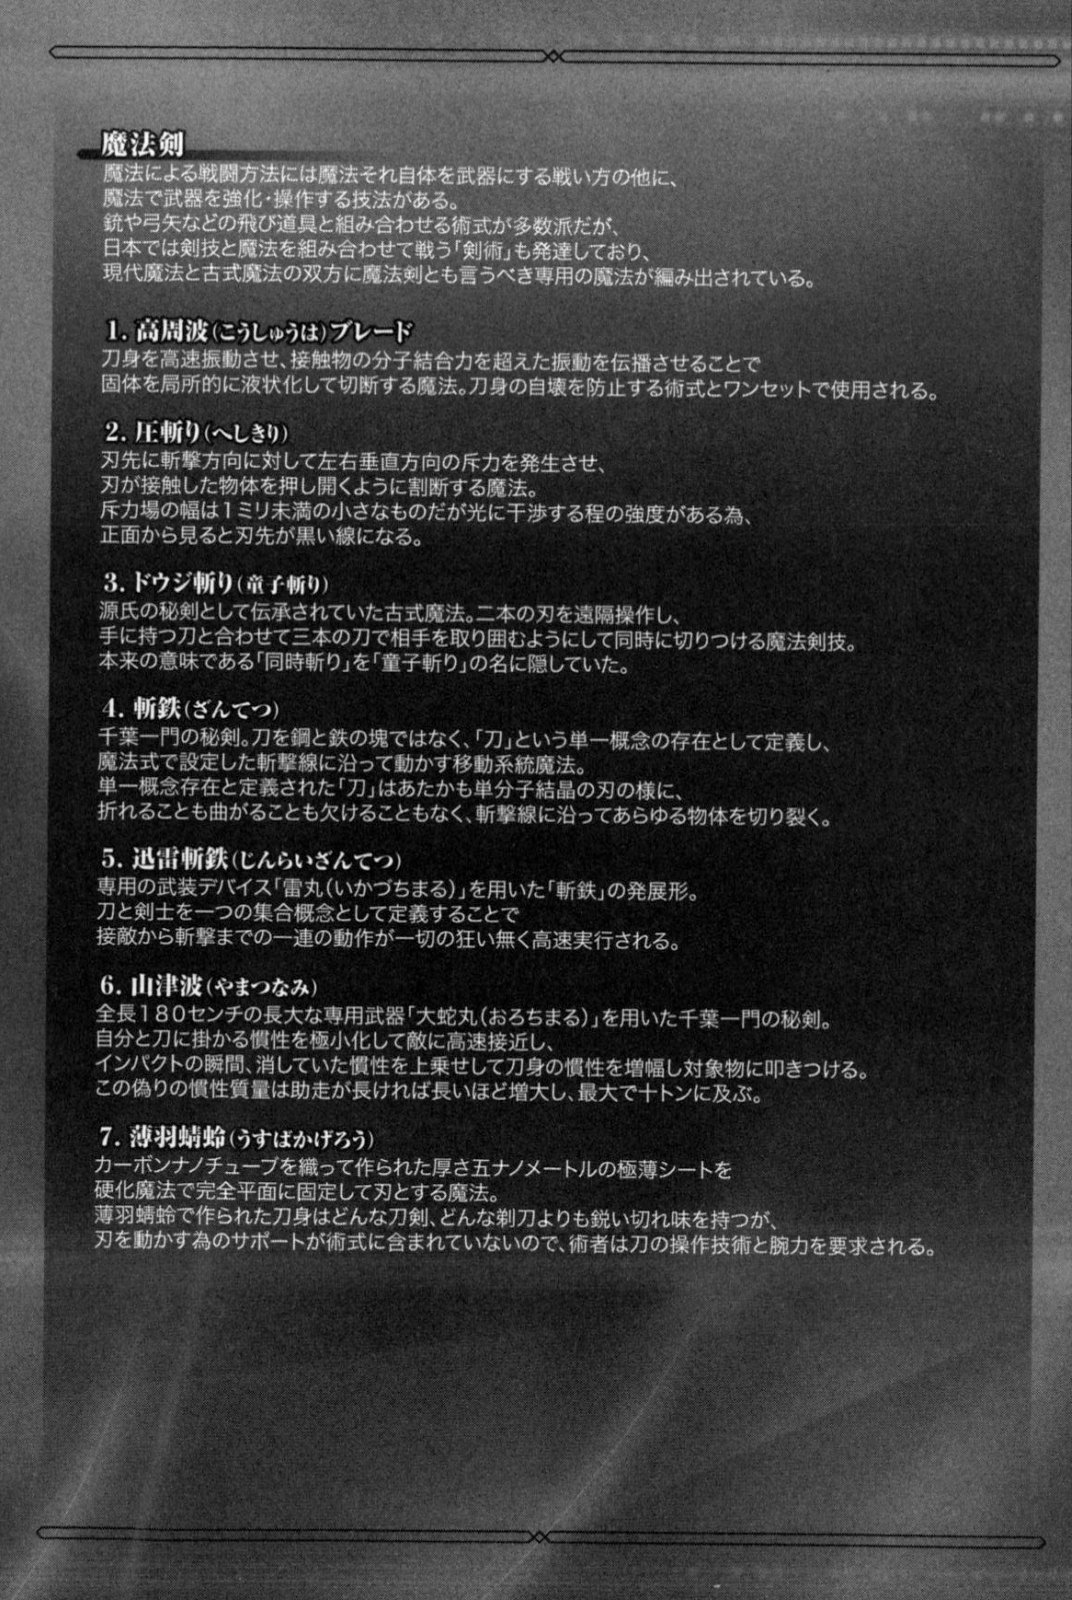 魔法剣
魔法による戦闘方法には魔法それ自体を武器にする戦い方の他に、
魔法で武器を強化・操作する技法がある。
銃や弓矢などの飛び道具と組み合わせる術式が多数派だが、
日本では剣技と魔法を組み合わせて戦う「剣術」も発達しており、
現代魔法と古式魔法の双方に魔法剣とも言うべき専用の魔法が編み出されている。
1. 高周波(こうしゅうは)ブレード
刀身を高速振動させ、接触物の分子結合力を超えた振動を伝播させることで
固体を局所的に液状化して切断する魔法。刀身の自壊を防止する術式とワンセットで使用される。
2. 圧斬り(へしきり)
刃先に斬撃方向に対して左右垂直方向の斥力を発生させ、
刃が接触した物体を押し開くように割断する魔法。
斥力場の幅は1ミリ未満の小さなものだが光に干渉する程の強度がある為、
正面から見ると刃先が黒い線になる。
3. ドウジ斬り(童子斬り)
源氏の秘剣として伝承されていた古式魔法。二本の刃を遠隔操作し、
手に持つ刀と合わせて三本の刀で相手を取り囲むようにして同時に切りつける魔法剣技。
本来の意味である「同時斬り」を「童子斬り」の名に隠していた。
4. 斬鉄(ざんてつ)
千葉一門の秘剣。刀を鋼と鉄の塊ではなく、「刀」という単一概念の存在として定義し、
魔法式で設定した斬撃線に沿って動かす移動系統魔法。
単一概念存在と定義された「刀」はあたかも単分子結晶の刃の様に、
折れることも曲がることも欠けることもなく、斬撃線に沿ってあらゆる物体を切り裂く。
5. 迅雷斬鉄(じんらいざんてつ)
専用の武装デバイス「雷丸(いかづちまる)」を用いた「斬鉄」の発展形。
刀と剣士を一つの集合概念として定義することで
接敵から斬撃までの一連の動作が一切の狂い無く高速実行される。
6. 山津波(やまつなみ)
全長180センチの長大な専用武器「大蛇丸(おろちまる)」を用いた千葉一門の秘剣。
自分と刀に掛かる慣性を極小化して敵に高速接近し、
インパクトの瞬間、消していた慣性を上乗せして刀身の慣性を増幅し対象物に叩きつける。
この偽りの慣性質量は助走が長ければ長いほど増大し、最大で十トンに及ぶ。
7. 薄羽蜻蛉(うすばかげろう)
カーボンナノチューブを織って作られた厚さ五ナノメートルの極薄シートを
硬化魔法で完全平面に固定して刃とする魔法。
薄羽蜻蛉で作られた刀身はどんな刀剣、どんな剃刀よりも鋭い切れ味を持つが、
刃を動かす為のサポートが術式に含まれていないので、術者は刀の操作技術と腕力を要求される。